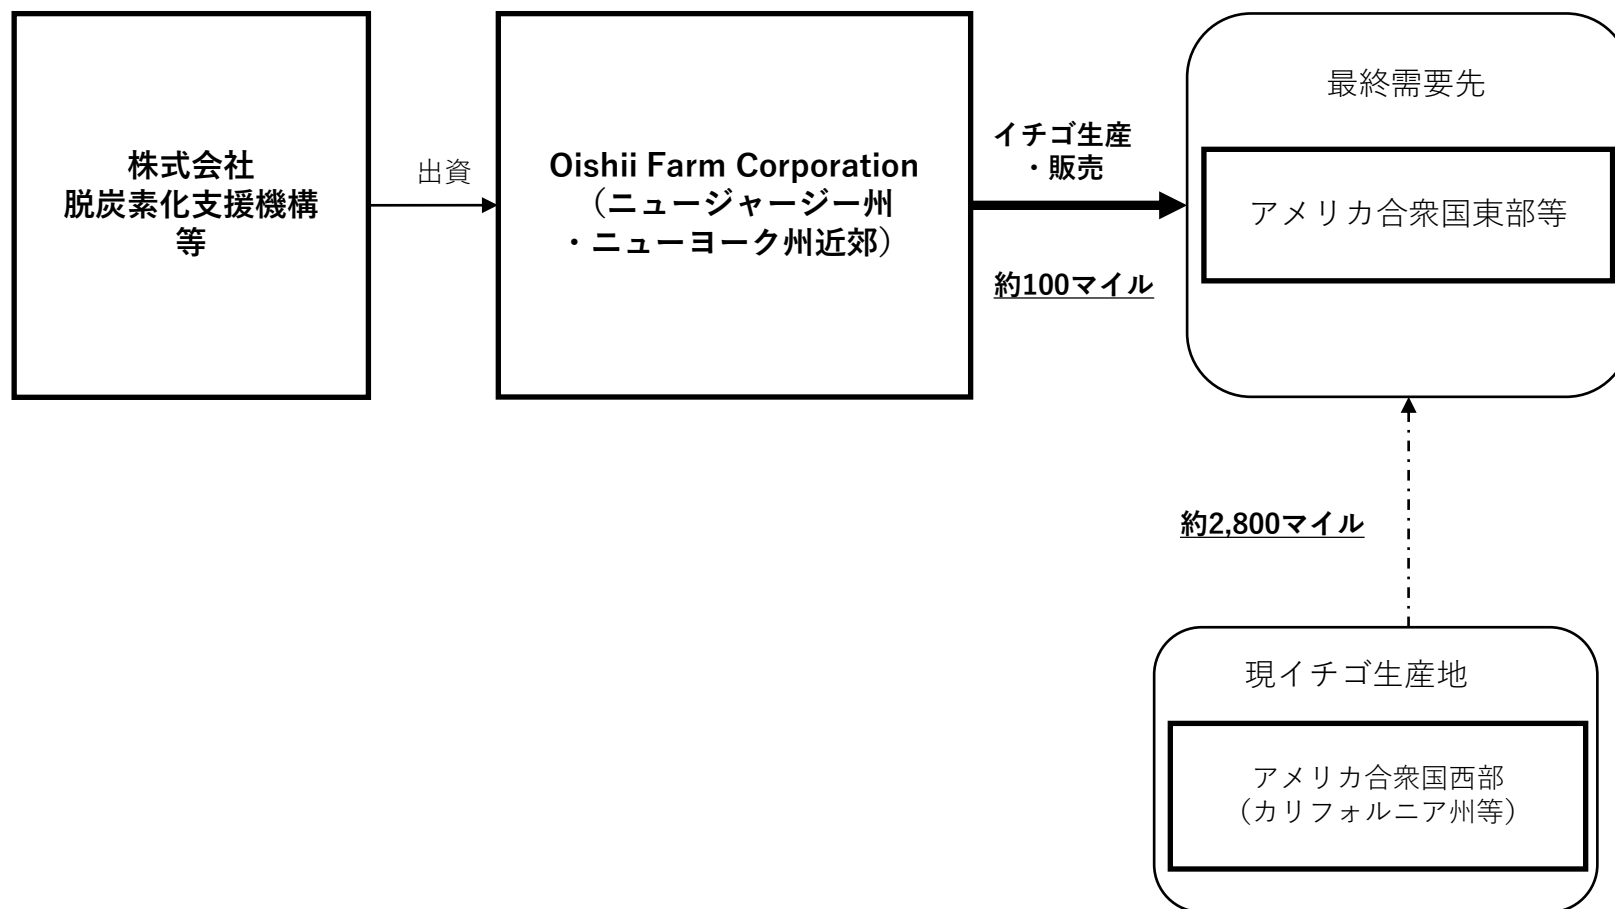 株式会社
脱炭素化支援機構
等
出資
Oishii Farm Corporation
（ニュージャージー州
・ニューヨーク州近郊）
イチゴ生産
・販売
約100マイル
最終需要先
アメリカ合衆国東部等
約2,800マイル
現イチゴ生産地
アメリカ合衆国西部
（カリフォルニア州等）